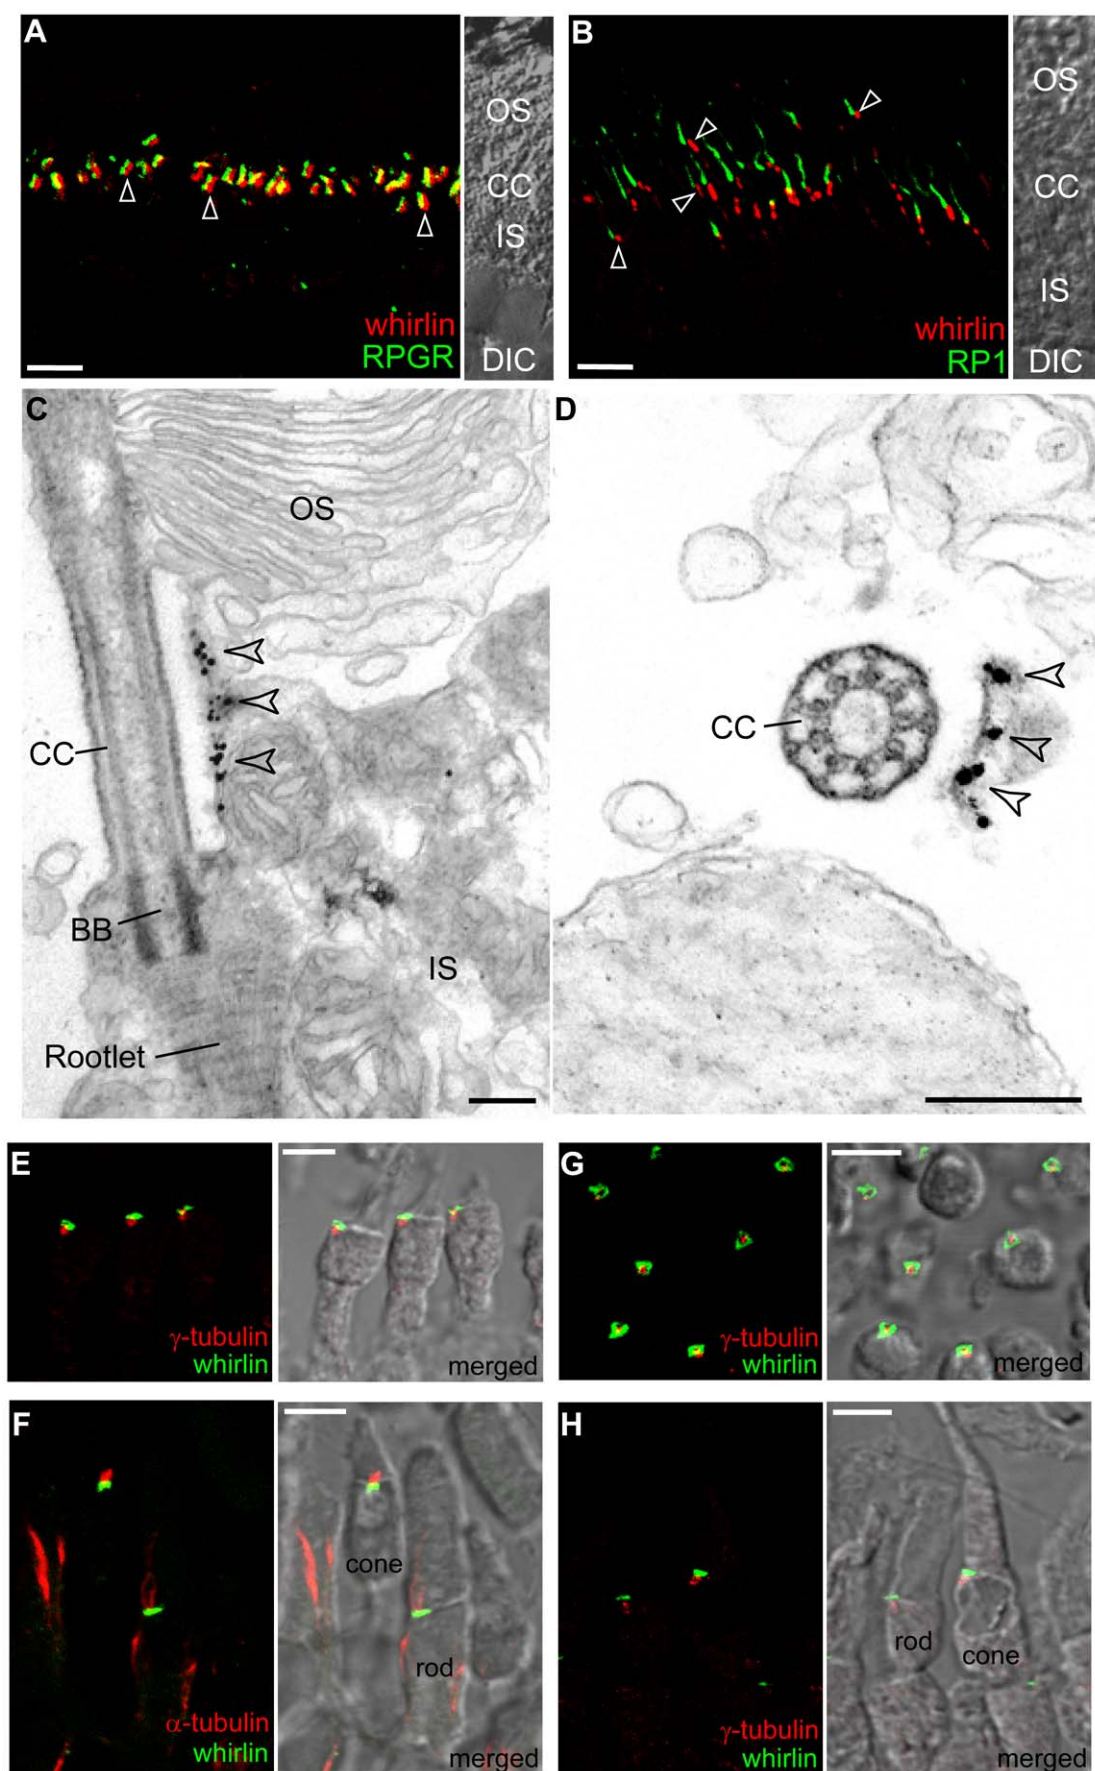 A
OS
CC
IS
whirlin
RPGR
DIC
B
OS
CC
IS
whirlin
RP1
DIC
C
OS
CC
BB
IS
Rootlet
D
CC
E
γ-tubulin
whirlin
merged
G
γ-tubulin
whirlin
merged
F
cone
rod
α-tubulin
whirlin
merged
H
rod
cone
γ-tubulin
whirlin
merged